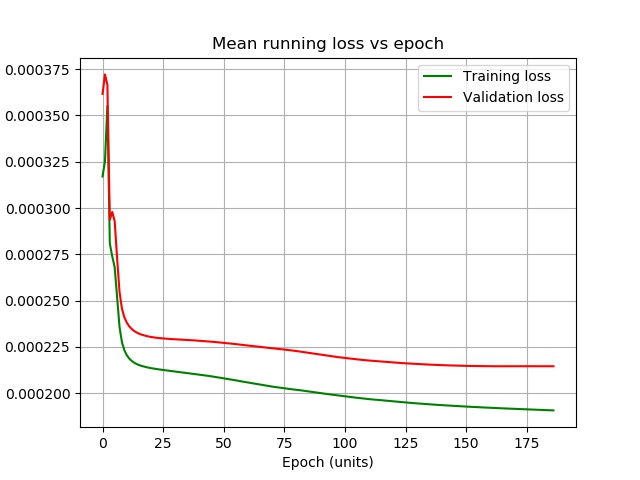 Mean running loss vs epoch
0.000375
0.000350
0.000325
0.000300
0.000275
0.000250
0.000225
0.000200
Training loss
Validation loss
0 25 50 75 100 125 150 175
Epoch (units)